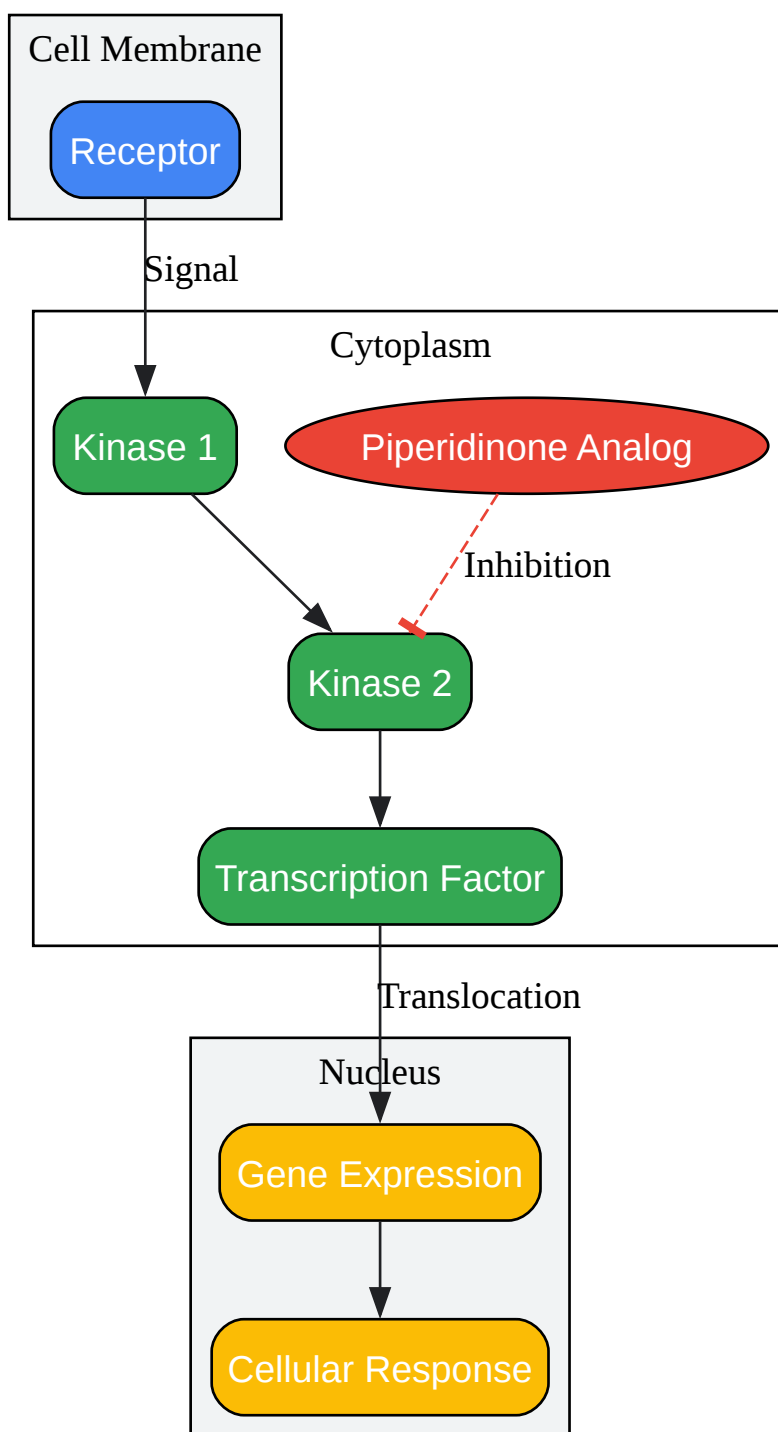 Cell Membrane
Receptor
Signal
Cytoplasm
Kinase 1
Piperidinone Analog
Inhibition
Kinase 2
Transcription Factor
Translocation
Nucleus
Gene Expression
Cellular Response